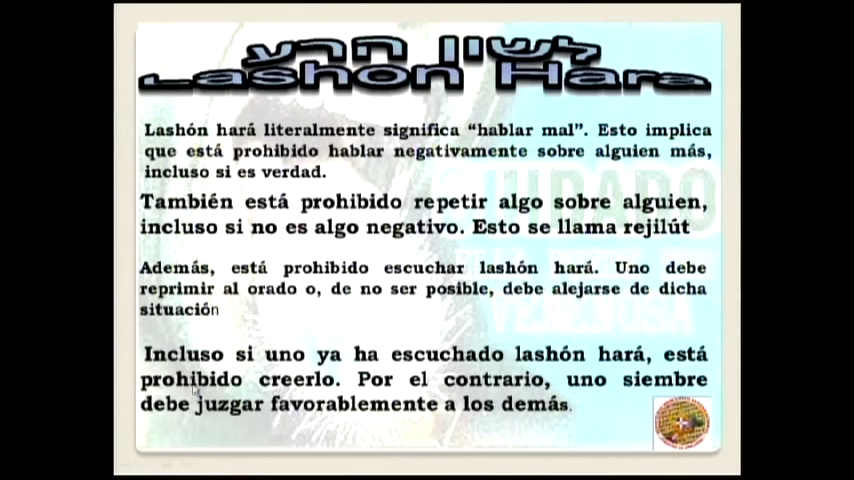 לשון הרע
Lashon Hara
Lashón hará literalmente significa “hablar mal”. Esto implica
que está prohibido hablar negativamente sobre alguien más,
incluso si es verdad.
También está prohibido repetir algo sobre alguien,
incluso si no es algo negativo. Esto se llama rejilút
Además, está prohibido escuchar lashón hará. Uno debe
reprimir al orado o, de no ser posible, debe alejarse de dicha
situación
Incluso si uno ya ha escuchado lashón hará, está
prohibido creerlo. Por el contrario, uno siembre
debe juzgar favorablemente a los demás.